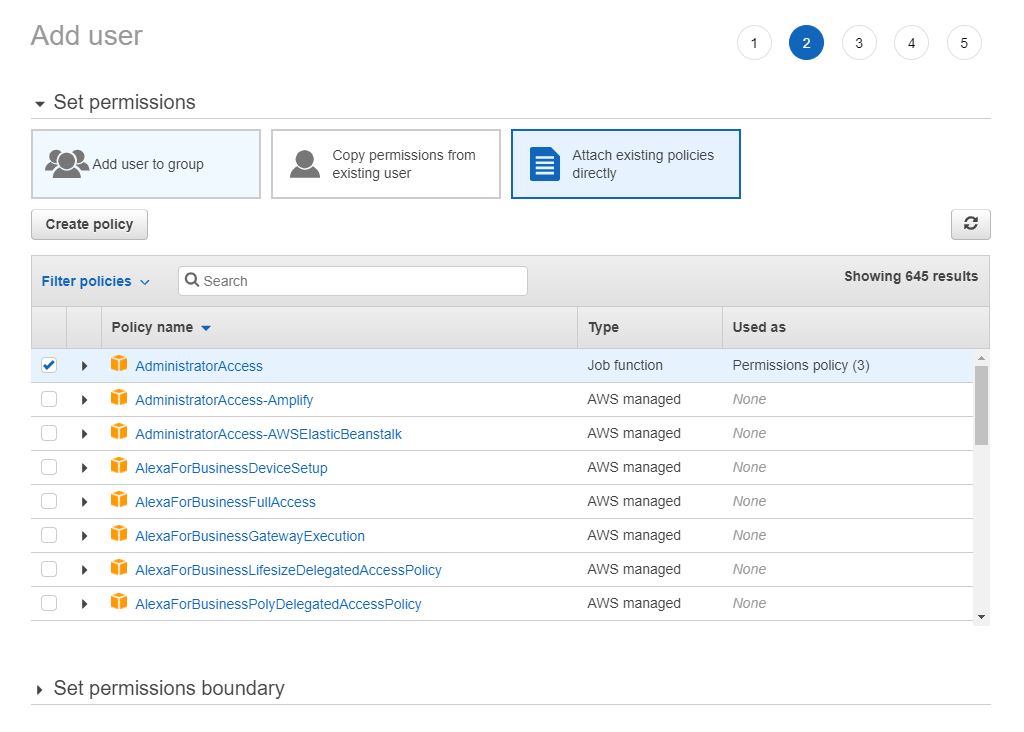 Add user
1 2 3 4 5
Set permissions
Add user to group
Copy permissions from
existing user
Attach existing policies
directly
Create policy
Filter policies Search Showing 645 results
Policy name Type Used as
AdministratorAccess Job function Permissions policy (3)
AdministratorAccess-Amplify AWS managed None
AdministratorAccess-AWSElasticBeanstalk AWS managed None
AlexaForBusinessDeviceSetup AWS managed None
AlexaForBusinessFullAccess AWS managed None
AlexaForBusinessGatewayExecution AWS managed None
AlexaForBusinessLifesizeDelegatedAccessPolicy AWS managed None
AlexaForBusinessPolyDelegatedAccessPolicy AWS managed None
Set permissions boundary